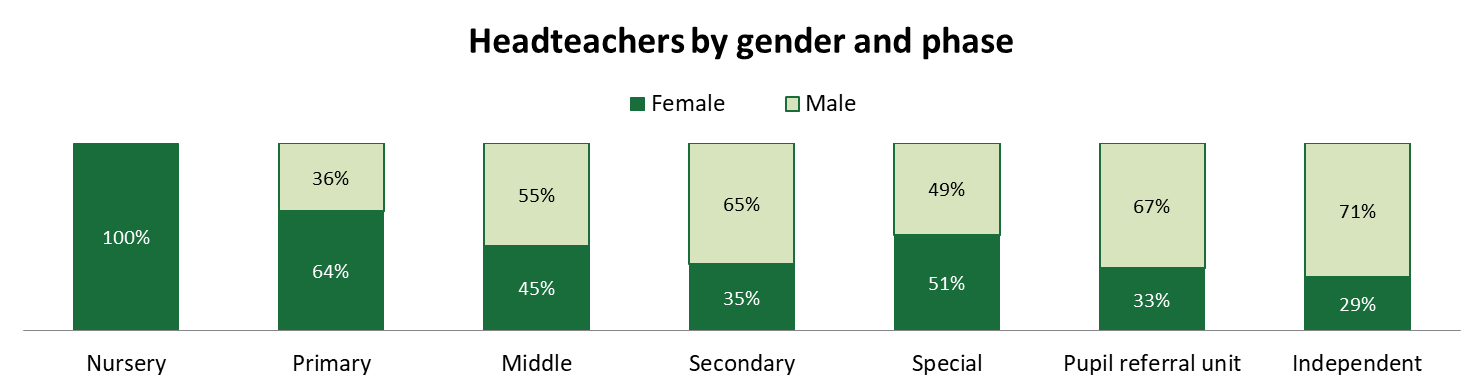 Headteachers by gender and phase
Female Male
36% 55% 65% 49% 67% 71%
100% 64% 45% 35% 51% 33% 29%
Nursery Primary Middle Secondary Special Pupil referral unit Independent